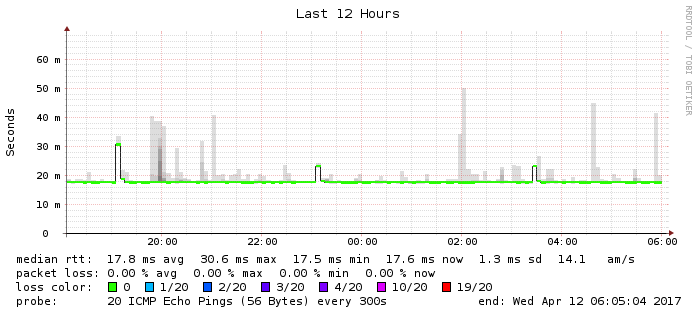 Last 12 Hours
RRDTOOL / TOBI OETIKER
Seconds
60 m
50 m
40 m
30 m
20 m
10 m
0
20:00 22:00 00:00 02:00 04:00 06:00
median rtt: 17.8 ms avg 30.6 ms max 17.5 ms min 17.6 ms now 1.3 ms sd 14.1 am/s
packet loss: 0.00 % avg 0.00 % max 0.00 % min 0.00 % now
loss color: 0 1/20 2/20 3/20 4/20 10/20 19/20
probe: 20 ICMP Echo Pings (56 Bytes) every 300s end: Wed Apr 12 06:05:04 2017